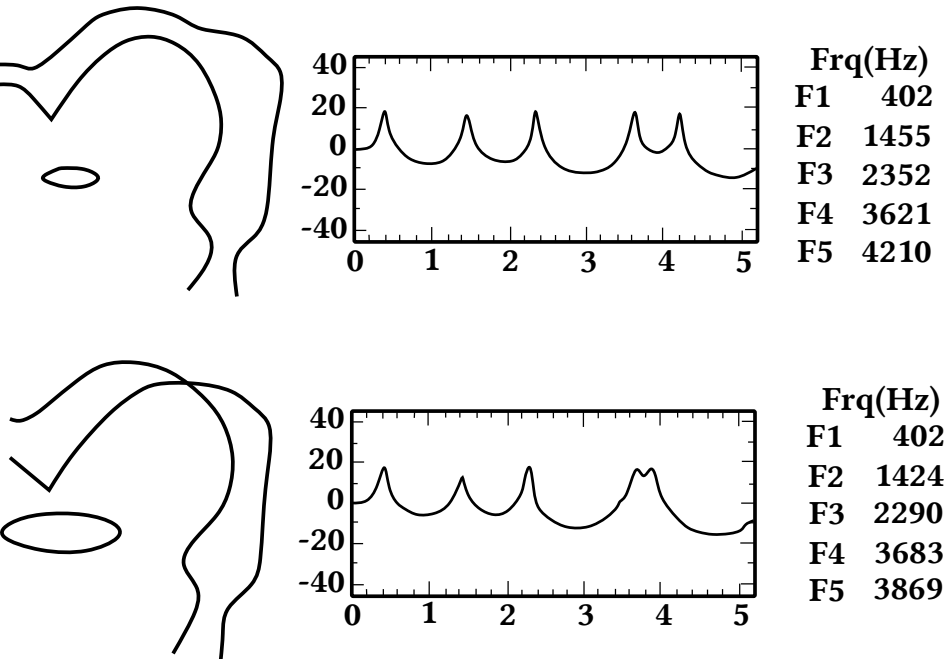 Frq(Hz)
F1 402
F2 1455
F3 2352
F4 3621
F5 4210
40
20
0
-20
-40
0 1 2 3 4 5
Frq(Hz)
F1 402
F2 1424
F3 2290
F4 3683
F5 3869
40
20
0
-20
-40
0 1 2 3 4 5